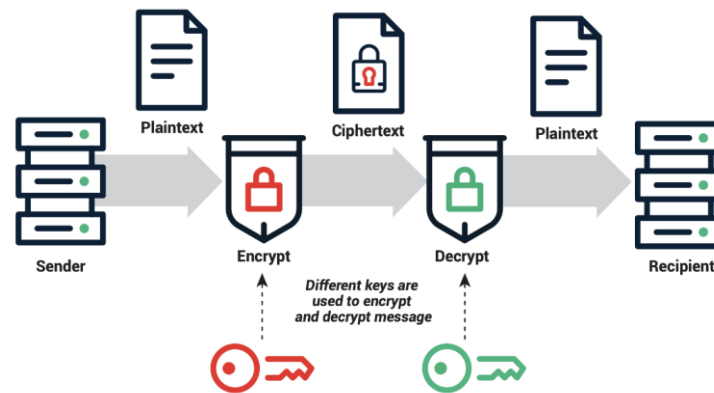 Plaintext
Ciphertext
Plaintext
Sender
Encrypt
Decrypt
Recipient
Different keys are
used to encrypt
and decrypt message